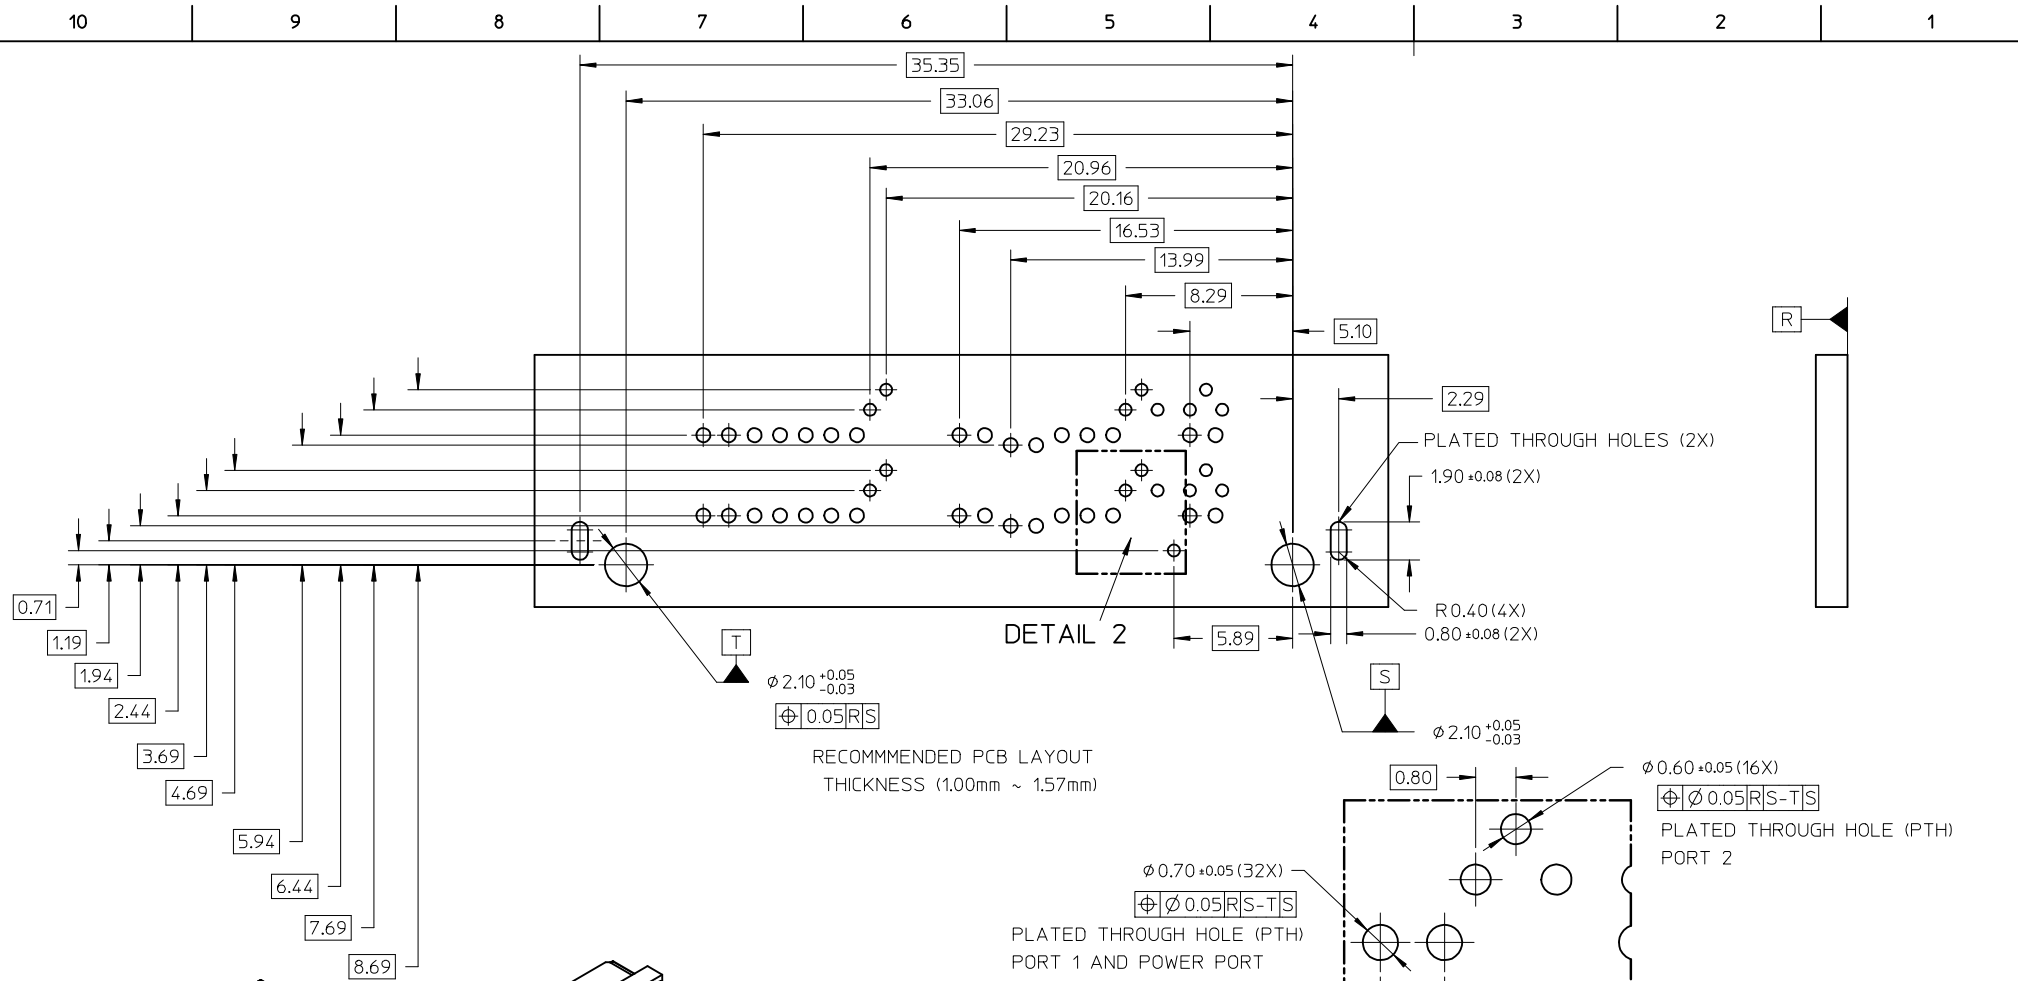 10 9 8 7 6 5 4 3 2 1
35.35
33.06
29.23
20.96
20.16
16.53
13.99
8.29
5.10
R
2.29
PLATED THROUGH HOLES (2X)
1.90 ±0.08 (2X)
R0.40(4X)
0.80 ±0.08 (2X)
DETAIL 2
5.89
0.71
1.19
1.94
2.44
3.69
4.69
5.94
6.44
7.69
8.69
T
⌀2.10 +0.05 -0.03
⌖ 0.05 R S
S
⌀2.10 +0.05 -0.03
RECOMMMENDED PCB LAYOUT
THICKNESS (1.00mm ~ 1.57mm)
0.80
⌀0.60 ±0.05 (16X)
⌖ ⌀0.05 R S-T S
PLATED THROUGH HOLE (PTH)
PORT 2
⌀0.70 ±0.05 (32X)
⌖ ⌀0.05 R S-T S
PLATED THROUGH HOLE (PTH)
PORT 1 AND POWER PORT